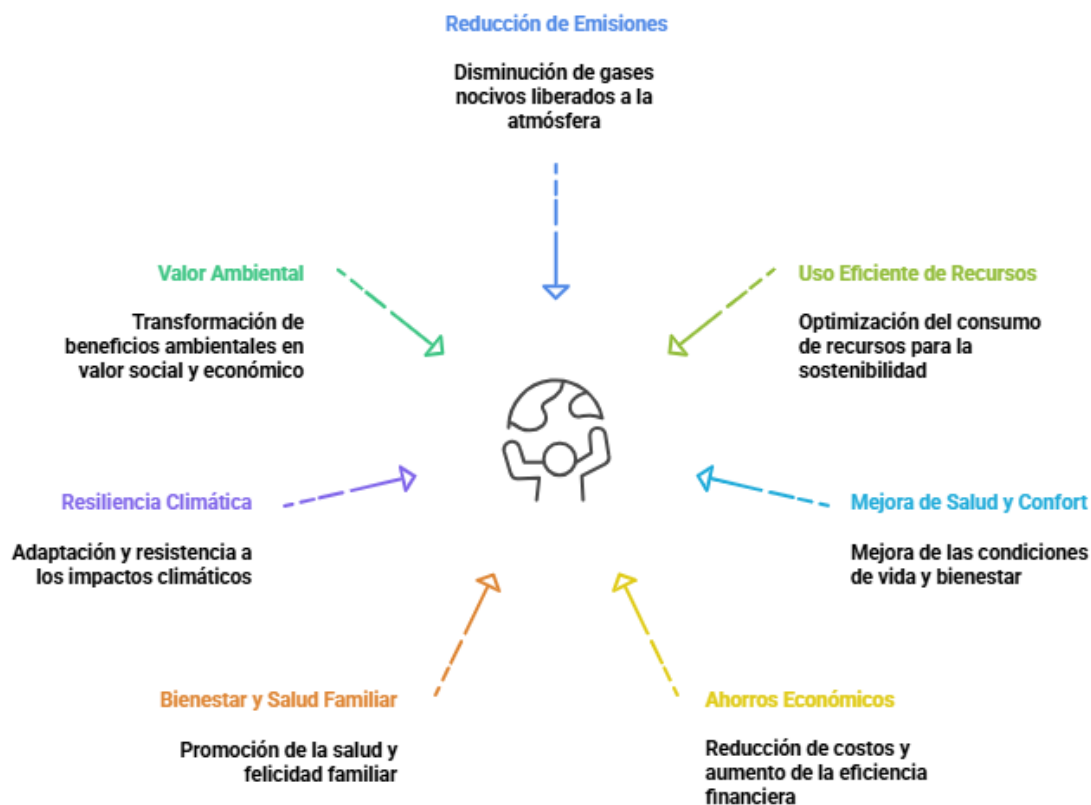 Reducción de Emisiones
Disminución de gases
nocivos liberados a la
atmósfera
Valor Ambiental
Transformación de
beneficios ambientales en
valor social y económico
Uso Eficiente de Recursos
Optimización del consumo
de recursos para la
sostenibilidad
Resiliencia Climática
Adaptación y resistencia a
los impactos climáticos
Mejora de Salud y Confort
Mejora de las condiciones
de vida y bienestar
Bienestar y Salud Familiar
Promoción de la salud y
felicidad familiar
Ahorros Económicos
Reducción de costos y
aumento de la eficiencia
financiera